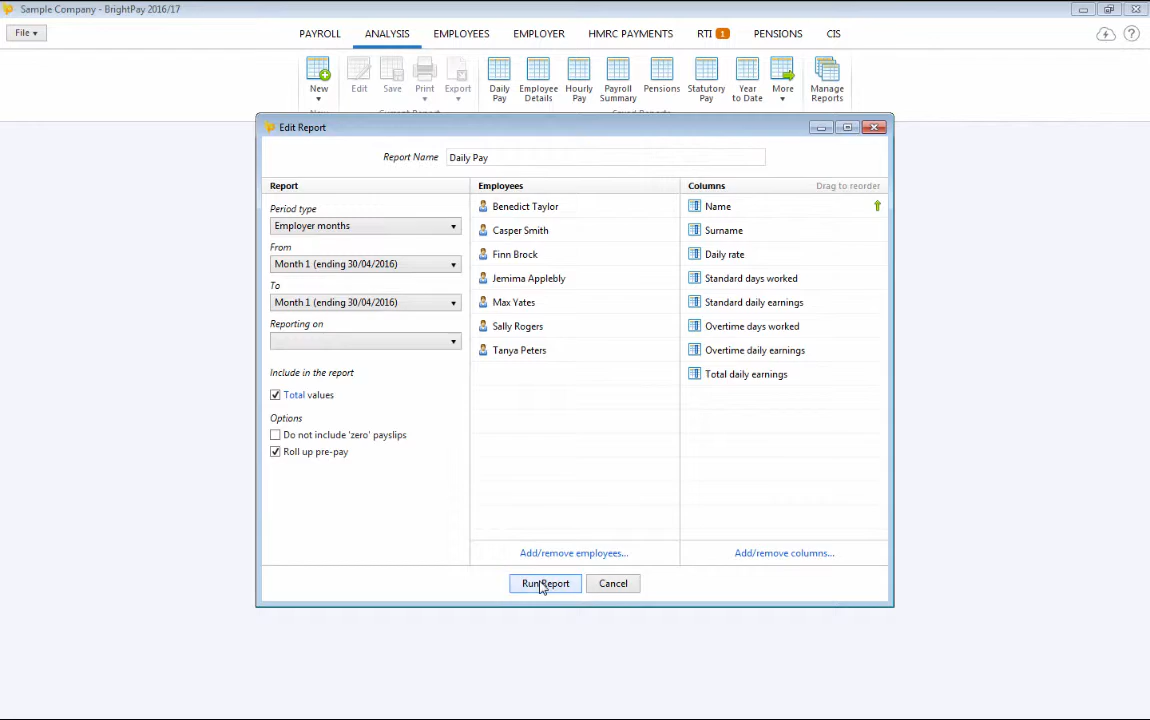 Sample Company - BrightPay 2016/17
File
PAYROLL ANALYSIS EMPLOYEES EMPLOYER HMRC PAYMENTS RTI 1 PENSIONS CIS
New Edit Save Print Export Daily Pay Employee Details Hourly Pay Payroll Summary Pensions Statutory Pay Year to Date More Manage Reports
Edit Report
Report Name Daily Pay
Report
Period type
Employer months
From
Month 1 (ending 30/04/2016)
To
Month 1 (ending 30/04/2016)
Reporting on
Include in the report
Total values
Options
Do not include 'zero' payslips
Roll up pre-pay
Employees
Benedict Taylor
Casper Smith
Finn Brock
Jemima Applebly
Max Yates
Sally Rogers
Tanya Peters
Add/remove employees...
Columns Drag to reorder
Name
Surname
Daily rate
Standard days worked
Standard daily earnings
Overtime days worked
Overtime daily earnings
Total daily earnings
Add/remove columns...
Run Report Cancel